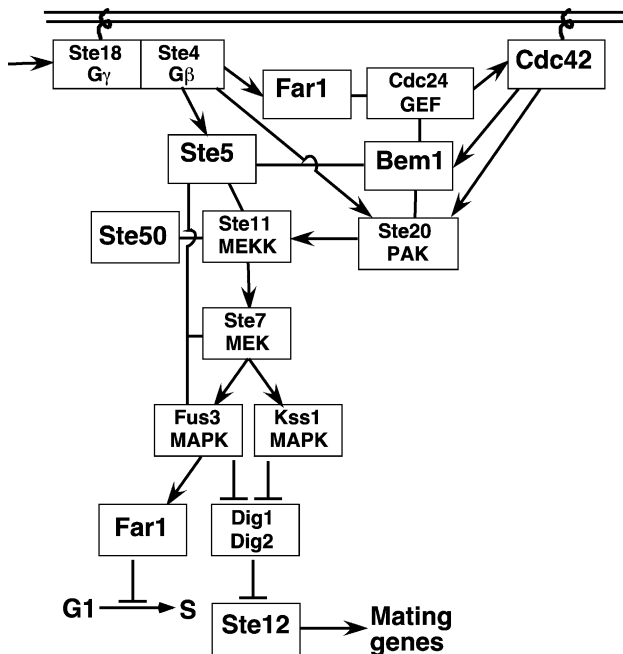 Ste18
Gγ
Ste4
Gβ
Far1
Cdc24
GEF
Cdc42
Ste5
Bem1
Ste50
Ste11
MEKK
Ste20
PAK
Ste7
MEK
Fus3
MAPK
Kss1
MAPK
Far1
Dig1
Dig2
G1
S
Ste12
Mating
genes